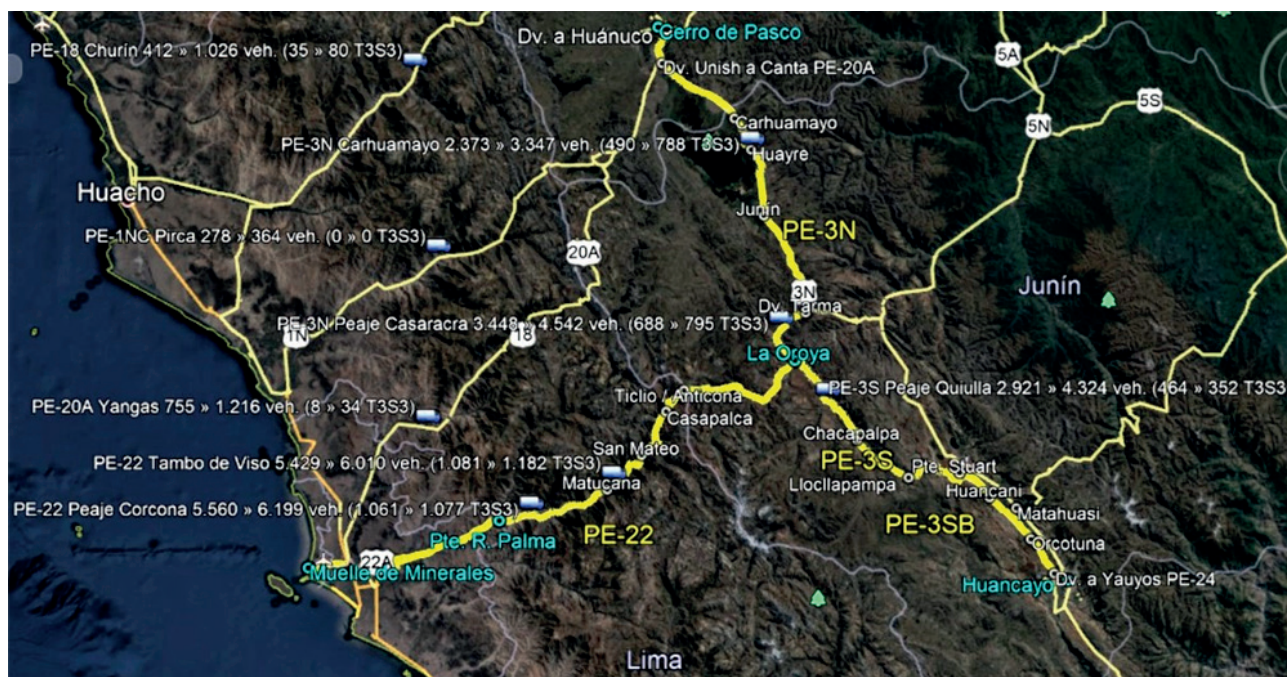 PE-18 Churín 412 » 1.026 veh. (35 » 80 T3S3)
Dv. a Huánuco
Cerro de Pasco
Dv. Unish a Canta PE-20A
5A
5S
5N
Carhuamayo
PE-3N Carhuamayo 2.373 » 3.347 veh. (490 » 788 T3S3)
Huayre
Huacho
Junín
PE-3N
PE-1NC Pirca 278 » 364 veh. (0 » 0 T3S3)
20A
3N
Junín
Dv. Tarma
PE-3N Peaje Casaracra 3.448 » 4.542 veh. (688 » 795 T3S3)
1N
18
La Oroya
PE-3S Peaje Quiulla 2.921 » 4.324 veh. (464 » 352 T3S3
Ticlio / Anticona
Casapalca
PE-20A Yangas 755 » 1.216 veh. (8 » 34 T3S3)
Chacapalpa
San Mateo
PE-3S
Pte. Stuart
PE-22 Tambo de Viso 5.429 » 6.010 veh. (1.081 » 1.182 T3S3)
Matucana
Llocllapampa
Huancani
PE-22 Peaje Corcona 5.560 » 6.199 veh. (1.061 » 1.077 T3S3)
Matahuasi
PE-3SB
PE-22
Pte. R. Palma
Orcotuna
22A
Muelle de Minerales
Huancayo
Dv. a Yauyos PE-24
Lima